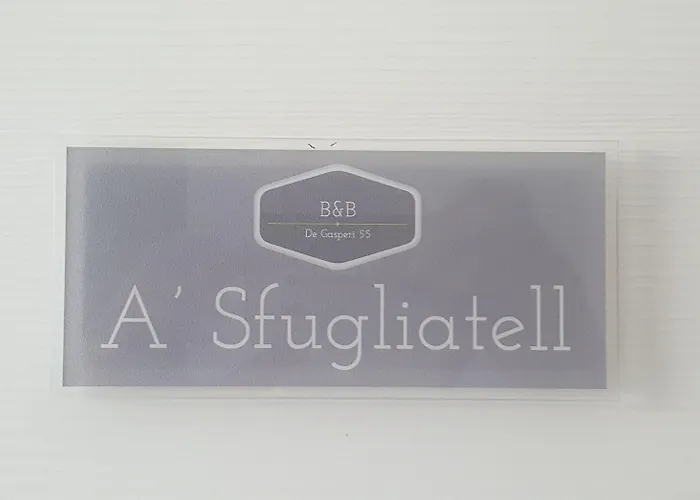 B&B
De Gasperi 55
A' Sfugliatell